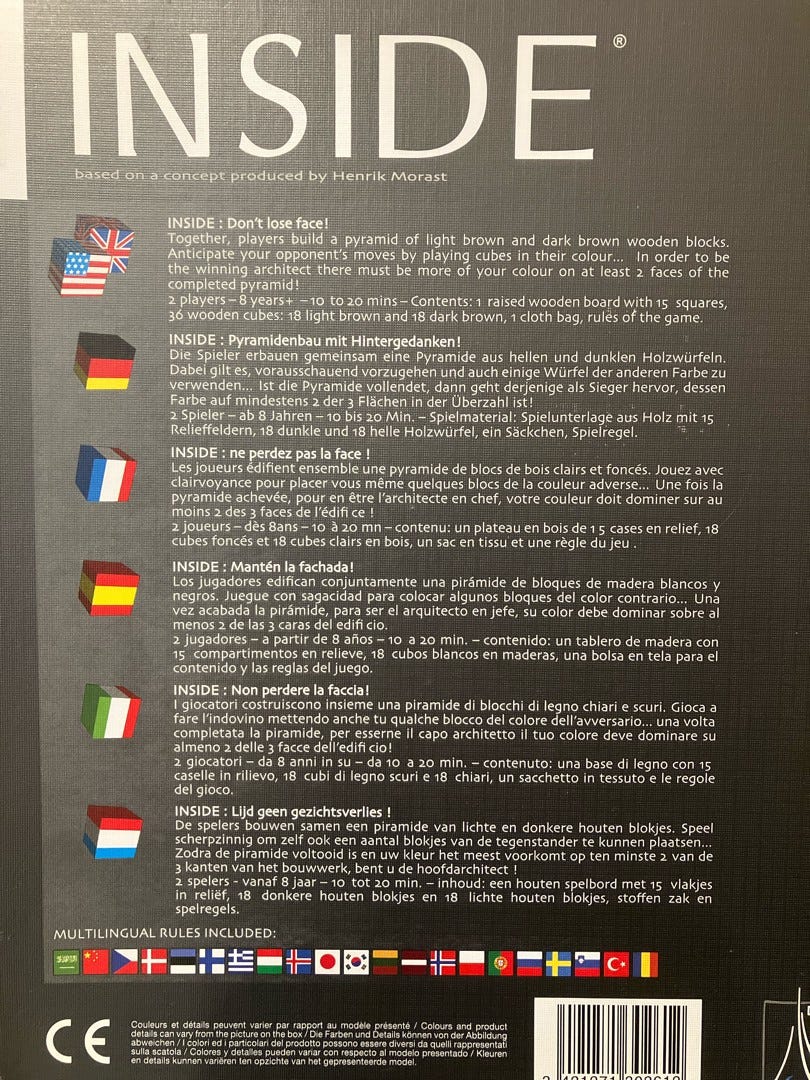 INSIDE®
based on a concept produced by Henrik Morast
INSIDE : Don't lose face!
Together, players build a pyramid of light brown and dark brown wooden blocks.
Anticipate your opponent's moves by playing cubes in their colour... In order to be
the winning architect there must be more of your colour on at least 2 faces of the
completed pyramid!
2 players – 8 years+ – 10 to 20 mins – Contents: 1 raised wooden board with 15 squares,
36 wooden cubes: 18 light brown and 18 dark brown, 1 cloth bag, rules of the game.
INSIDE : Pyramidenbau mit Hintergedanken!
Die Spieler erbauen gemeinsam eine Pyramide aus hellen und dunklen Holzwürfeln.
Dabei gilt es, vorausschauend vorzugehen und auch einige Würfel der anderen Farbe zu
verwenden... Ist die Pyramide vollendet, dann geht derjenige als Sieger hervor, dessen
Farbe auf mindestens 2 der 3 Flächen in der Überzahl ist!
2 Spieler – ab 8 Jahren – 10 bis 20 Min. – Spielmaterial: Spielunterlage aus Holz mit 15
Relieffeldern, 18 dunkle und 18 helle Holzwürfel, ein Säckchen, Spielregel.
INSIDE : ne perdez pas la face !
Les joueurs édifient ensemble une pyramide de blocs de bois clairs et foncés. Jouez avec
clairvoyance pour placer vous même quelques blocs de la couleur adverse... Une fois la
pyramide achevée, pour en être l'architecte en chef, votre couleur doit dominer sur au
moins 2 des 3 faces de l'édifi ce !
2 joueurs – dès 8ans – 10 à 20 mn – contenu: un plateau en bois de 15 cases en relief, 18
cubes foncés et 18 cubes clairs en bois, un sac en tissu et une règle du jeu .
INSIDE : Mantén la fachada!
Los jugadores edifican conjuntamente una pirámide de bloques de madera blancos y
negros. Juegue con sagacidad para colocar algunos bloques del color contrario... Una
vez acabada la pirámide, para ser el arquitecto en jefe, su color debe dominar sobre al
menos 2 de las 3 caras del edifi cio.
2 jugadores – a partir de 8 años – 10 a 20 min. – contenido: un tablero de madera con
15 compartimentos en relieve, 18 cubos blancos en maderas, una bolsa en tela para el
contenido y las reglas del juego.
INSIDE : Non perdere la faccia!
I giocatori costruiscono insieme una piramide di blocchi di legno chiari e scuri. Gioca a
fare l'indovino mettendo anche tu qualche blocco del colore dell'avversario... una volta
completata la piramide, per esserne il capo architetto il tuo colore deve dominare su
almeno 2 delle 3 facce dell'edifi cio!
2 giocatori – da 8 anni in su – da 10 a 20 min. – contenuto: una base di legno con 15
caselle in rilievo, 18 cubi di legno scuri e 18 chiari, un sacchetto in tessuto e le regole
del gioco.
INSIDE : Lijd geen gezichtsverlies !
De spelers bouwen samen een piramide van lichte en donkere houten blokjes. Speel
scherpzinnig om zelf ook een aantal blokjes van de tegenstander te kunnen plaatsen...
Zodra de piramide voltooid is en uw kleur het meest voorkomt op ten minste 2 van de
3 kanten van het bouwwerk, bent u de hoofdarchitect !
2 spelers - vanaf 8 jaar – 10 tot 20 min. – inhoud: een houten spelbord met 15 vlakjes
in reliëf, 18 donkere houten blokjes en 18 lichte houten blokjes, stoffen zak en
spelregels.
MULTILINGUAL RULES INCLUDED:
CE
Couleurs et détails peuvent varier par rapport au modèle présenté / Colours and product
details can vary from the picture on the box / Die Farben und Details können von der Abbildung
abweichen / I colori ed i particolari del prodotto possono essere diversi da quelli rappresentati
sulla scatola / Colores y detalles puedan variar con respecto al modelo presentado / Kleuren
en details kunnen variëren ten opzichte van het gepresenteerde model.